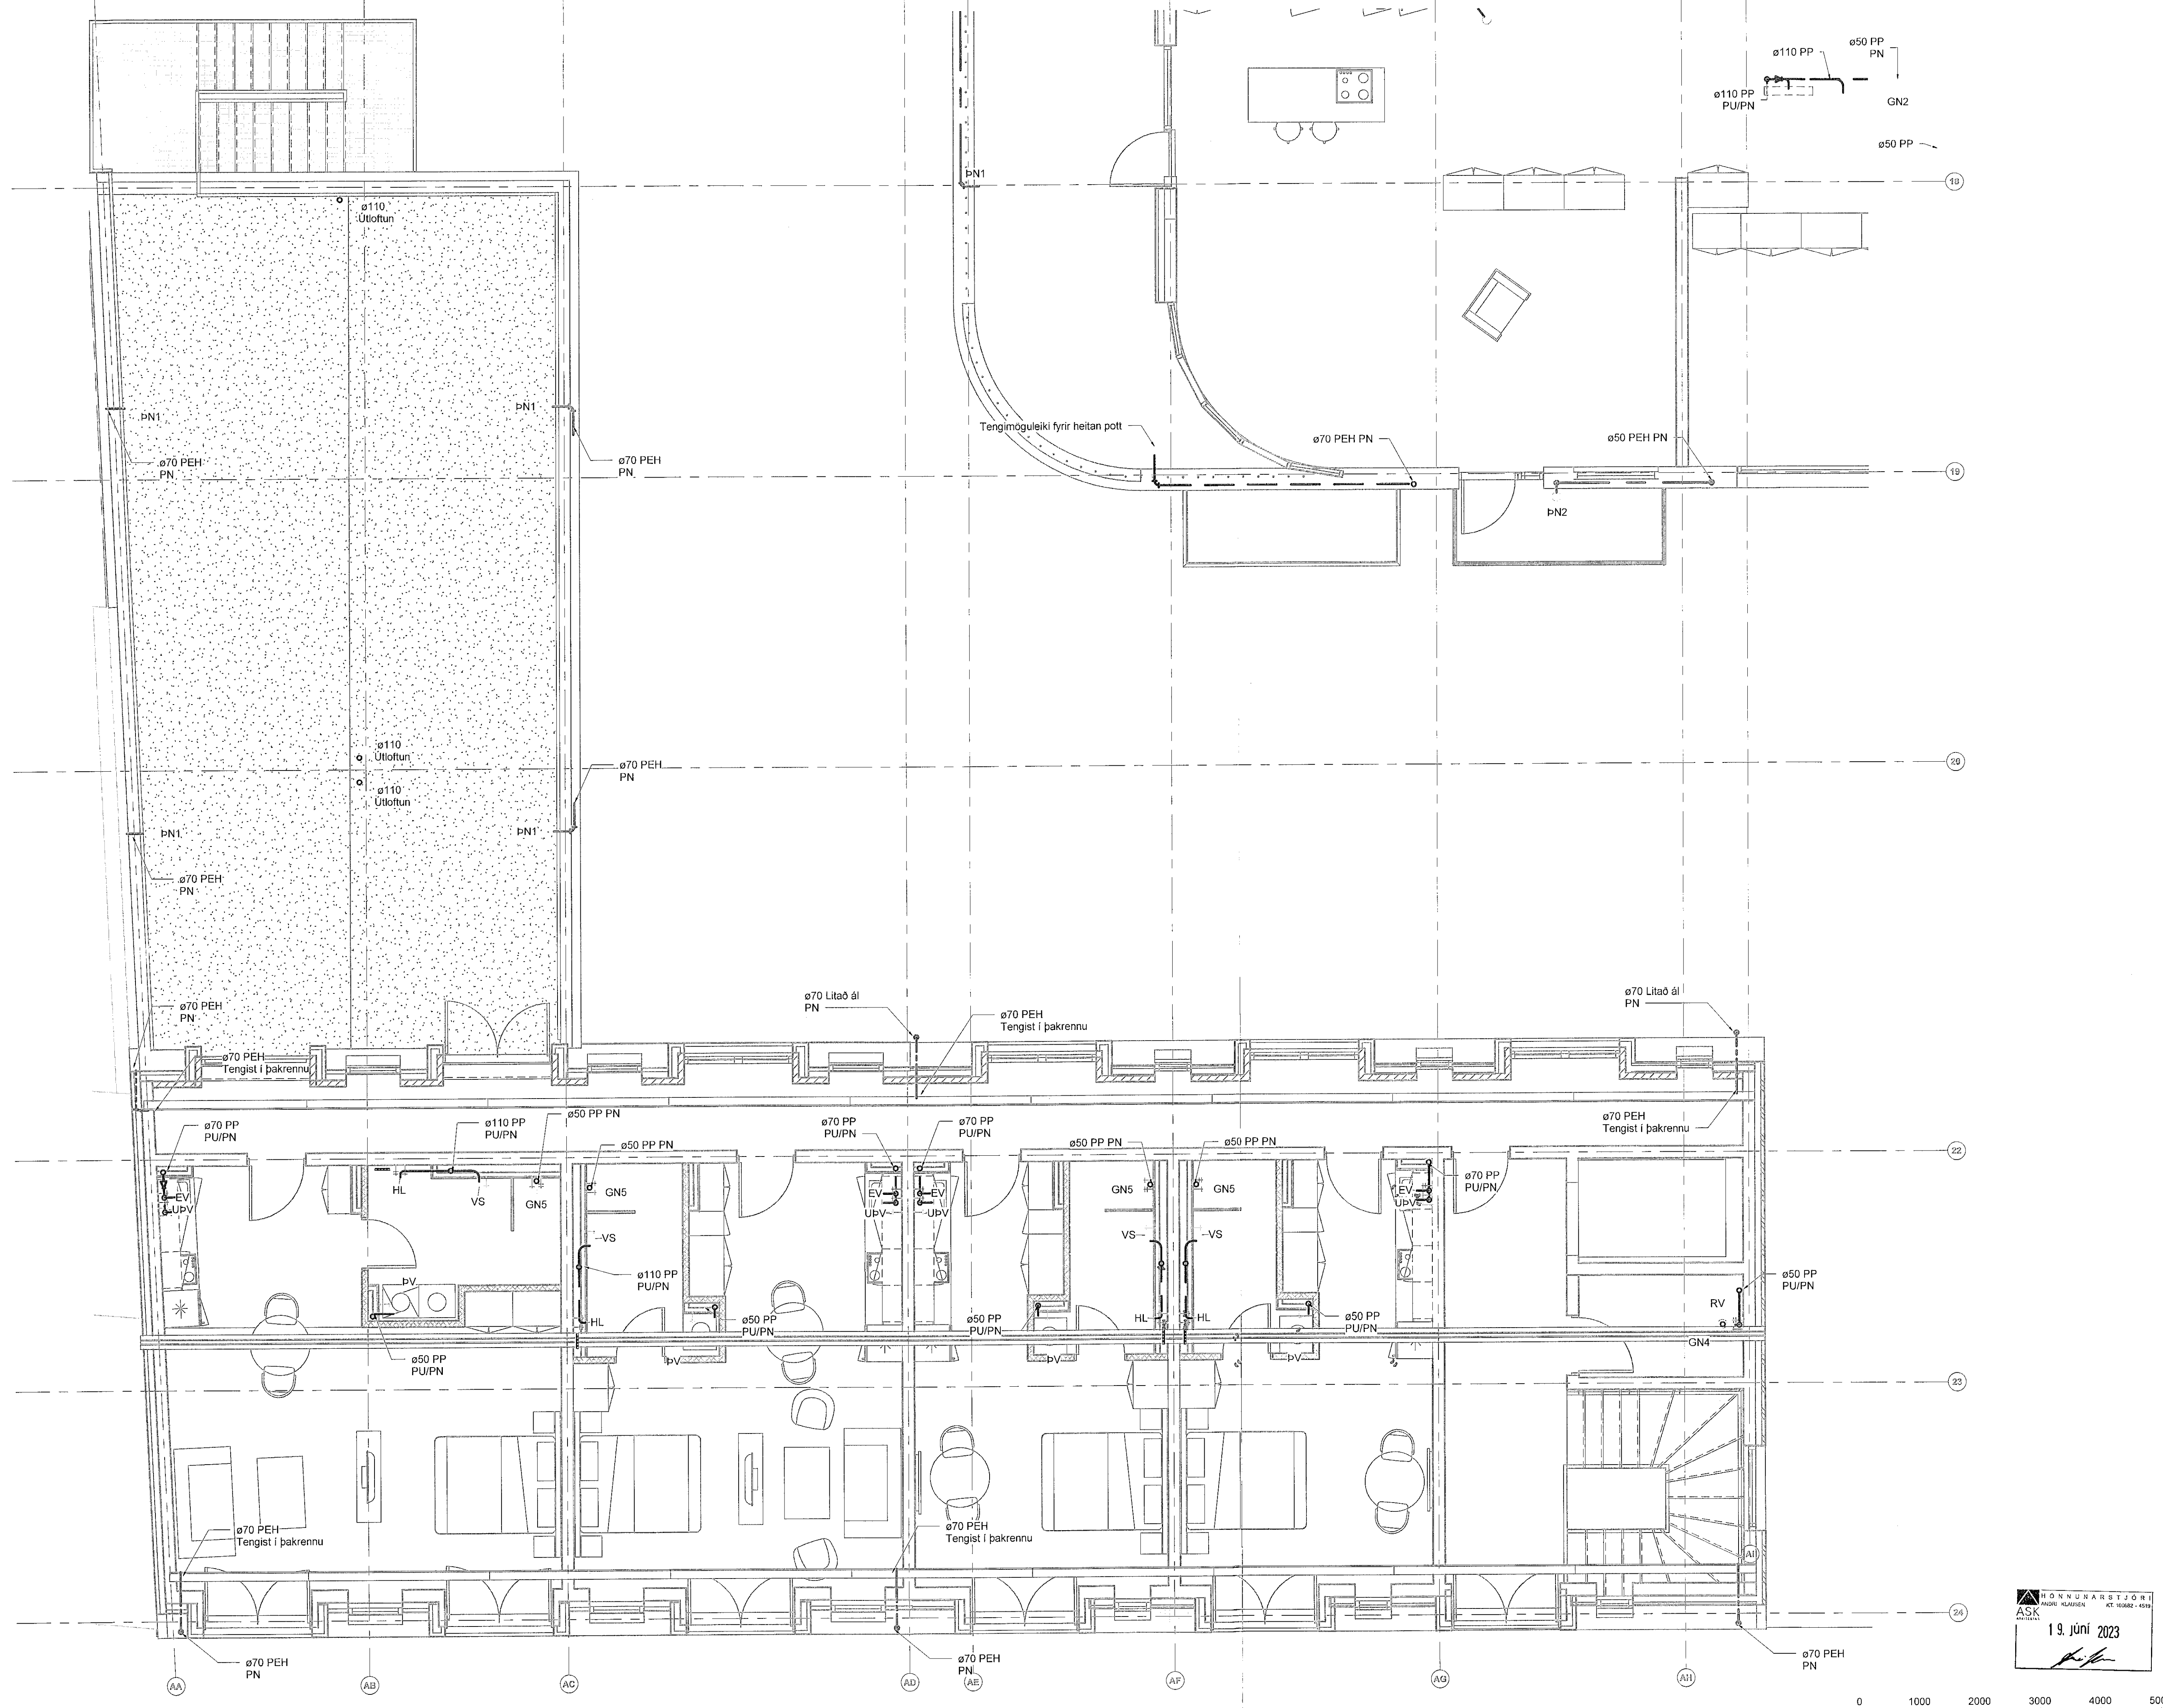 ø50 PP
PN
ø110 PP
ø110 PP
PU/PN
GN2
ø50 PP
ÞN1
18
ø110
Útloftun
ÞN1
ÞN1
ø70 PEH
PN
ø70 PEH
PN
Tengimöguleiki fyrir heitan pott
ø70 PEH PN
ø50 PEH PN
19
ÞN2
ø110
Útloftun
ø110
Útloftun
ø70 PEH
PN
20
ÞN1
ÞN1
ø70 PEH
PN
ø70 PEH
PN
ø70 Litað ál
PN
ø70 PEH
Tengist í þakrennu
ø70 Litað ál
PN
ø70 PEH
Tengist í þakrennu
ø70 PP
PU/PN
ø110 PP
PU/PN
ø50 PP PN
ø50 PP PN
ø70 PP
PU/PN
ø70 PP
PU/PN
ø50 PP PN
ø50 PP PN
ø70 PEH
Tengist í þakrennu
22
ø70 PP
PU/PN
EV
UÞV
HL
VS
GN5
GN5
EV
UÞV
EV
UÞV
GN5
GN5
EV
UÞV
VS
VS
VS
ø110 PP
PU/PN
ÞV
HL
ø50 PP
PU/PN
ø50 PP
PU/PN
HL
HL
ø50 PP
PU/PN
ø50 PP
PU/PN
RV
GN4
ø50 PP
PU/PN
ÞV
ÞV
ÞV
23
ø70 PEH
Tengist í þakrennu
ø70 PEH
Tengist í þakrennu
AI
24
ø70 PEH
PN
ø70 PEH
PN
ø70 PEH
PN
AA
AB
AC
AD
AE
AF
AG
AH
HÖNNUNARSTJÓRI
ANDRI KLAUSEN KT. 160682 - 4519
ASK
ARKITEKTAR
19. júní 2023
0 1000 2000 3000 4000